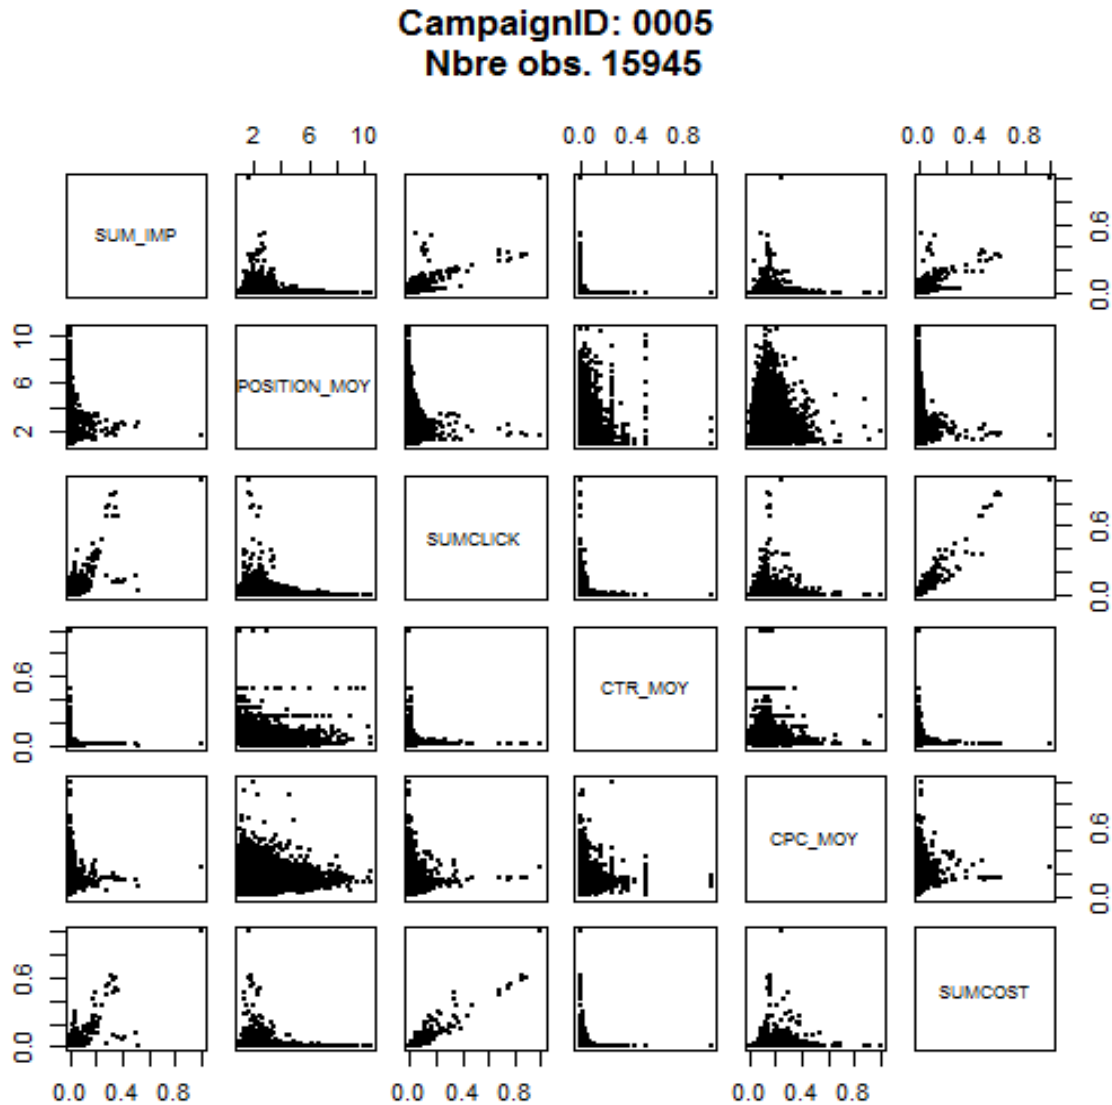 CampaignID: 0005
Nbre obs. 15945
2 6 10 0.0 0.4 0.8 0.0 0.4 0.8
SUM_IMP 0.0 0.6
2 6 10 POSITION_MOY
SUMCLICK 0.0 0.6
0.0 0.6 CTR_MOY
CPC_MOY 0.0 0.6
0.0 0.6 SUMCOST
0.0 0.4 0.8 0.0 0.4 0.8 0.0 0.4 0.8